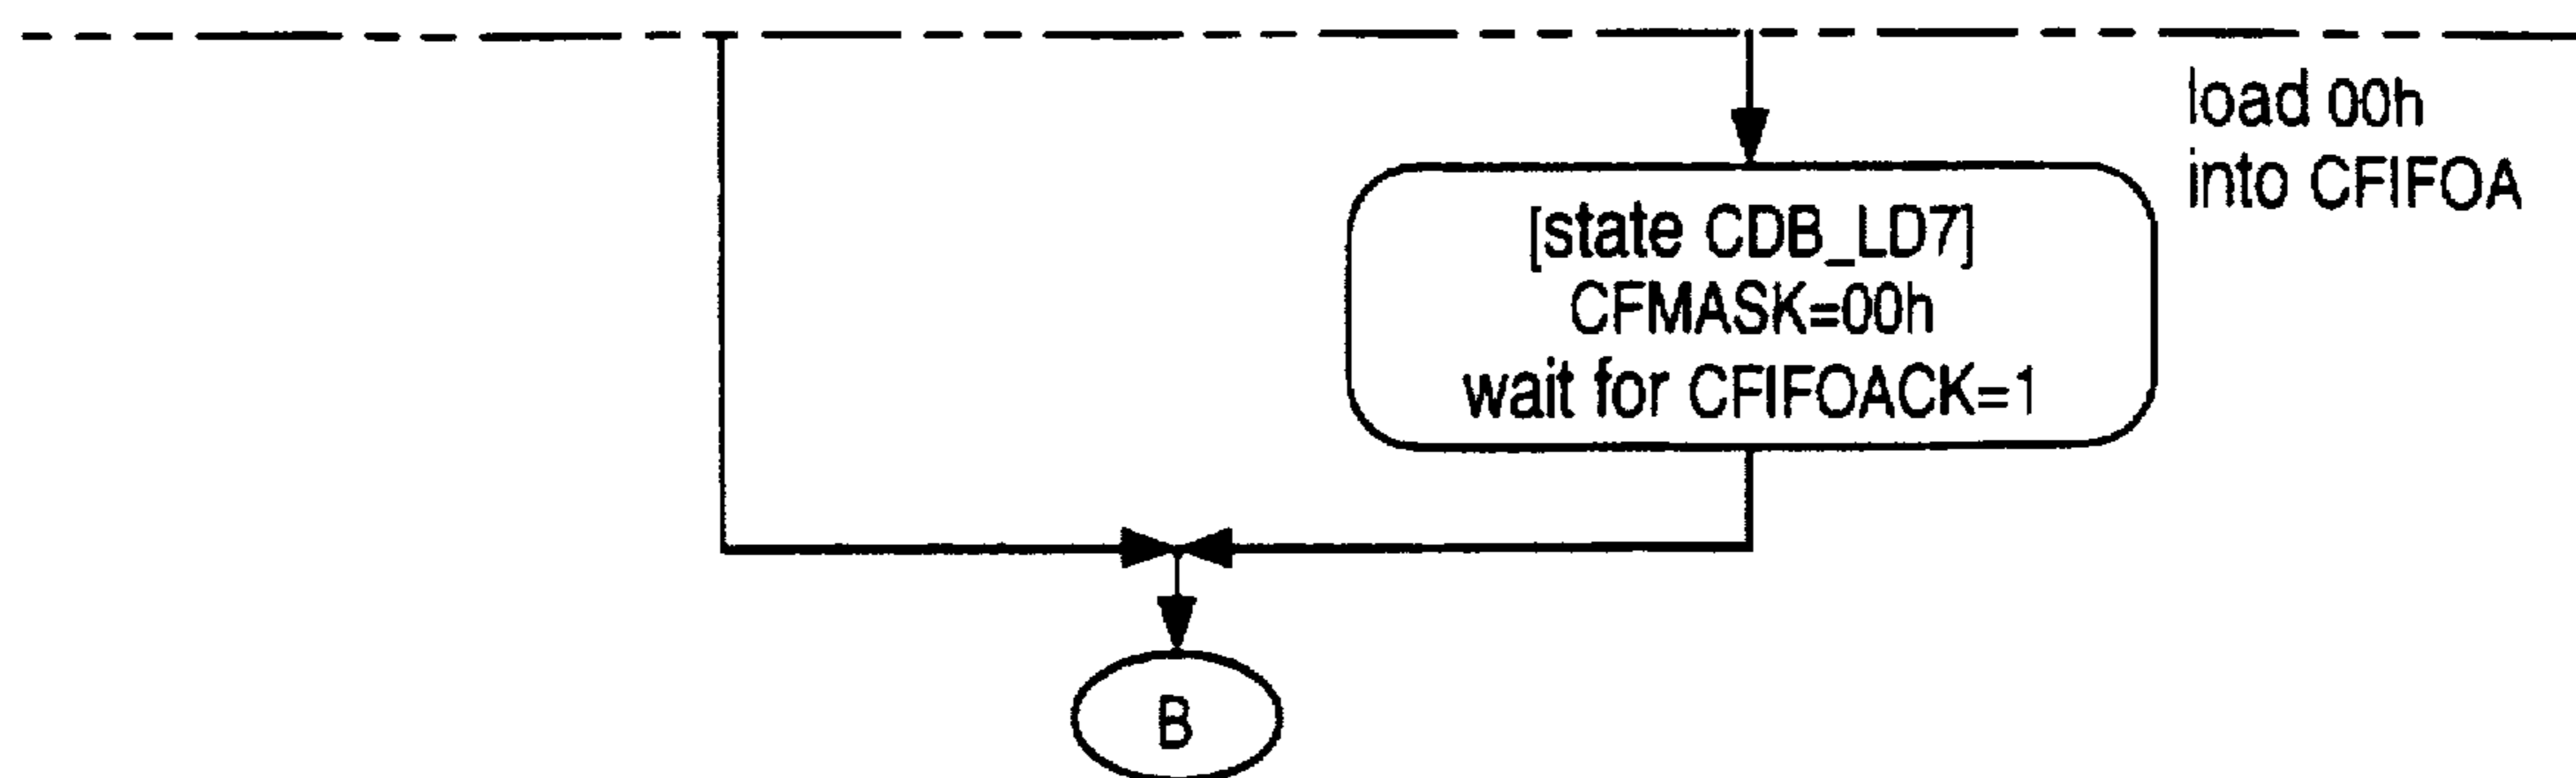 load 00h
into CFIFOA
[state CDB_LD7]
CFMASK=00h
wait for CFIFOACK=1
B